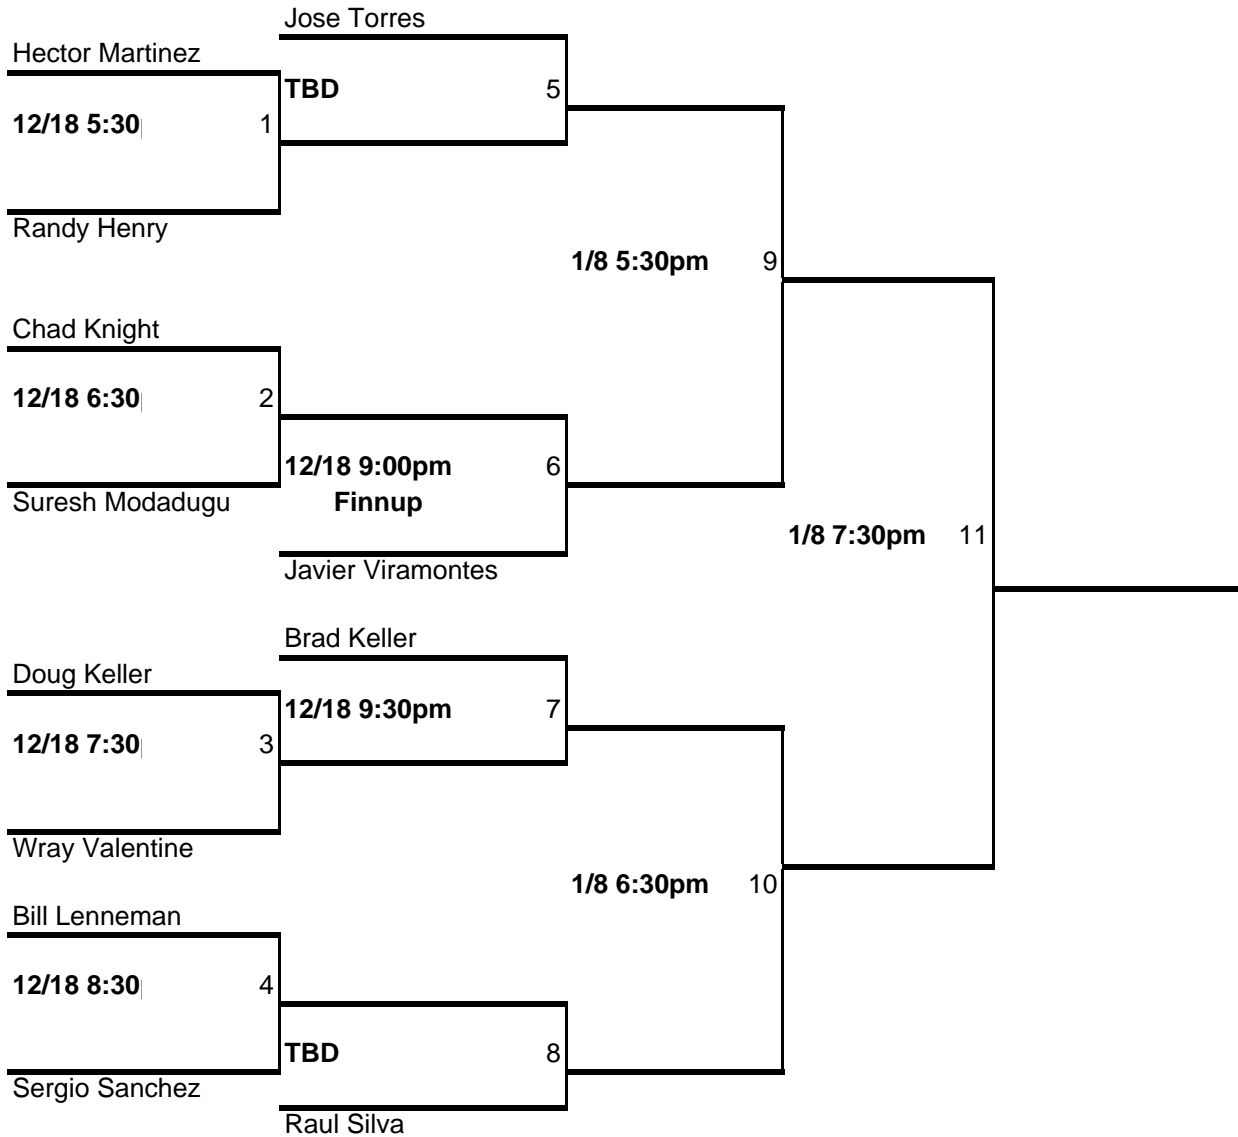 Jose Torres
Hector Martinez
TBD 5
12/18 5:30 1
Randy Henry
1/8 5:30pm 9
Chad Knight
12/18 6:30 2
12/18 9:00pm 6
Suresh Modadugu Finnup
1/8 7:30pm 11
Javier Viramontes
Brad Keller
Doug Keller
12/18 9:30pm 7
12/18 7:30 3
Wray Valentine
1/8 6:30pm 10
Bill Lenneman
12/18 8:30 4
TBD 8
Sergio Sanchez
Raul Silva